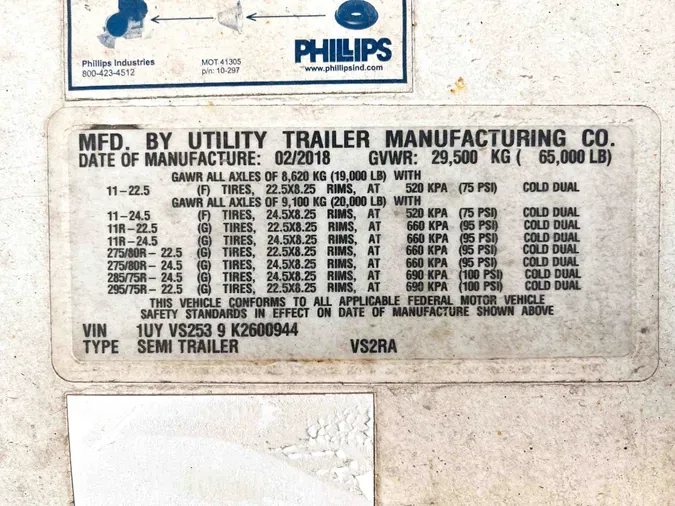 Phillips Industries
800-423-4512
MOT 41305
p/n: 10-297
PHILLIPS
www.phillipsind.com
MFD. BY UTILITY TRAILER MANUFACTURING CO.
DATE OF MANUFACTURE: 02/2018 GVWR: 29,500 KG ( 65,000 LB)
GAWR ALL AXLES OF 8,620 KG (19,000 LB) WITH
11-22.5 (F) TIRES, 22.5X8.25 RIMS, AT 520 KPA (75 PSI) COLD DUAL
GAWR ALL AXLES OF 9,100 KG (20,000 LB) WITH
11-24.5 (F) TIRES, 24.5X8.25 RIMS, AT 520 KPA (75 PSI) COLD DUAL
11R-22.5 (G) TIRES, 22.5X8.25 RIMS, AT 660 KPA (95 PSI) COLD DUAL
11R-24.5 (G) TIRES, 24.5X8.25 RIMS, AT 660 KPA (95 PSI) COLD DUAL
275/80R-22.5 (G) TIRES, 22.5X8.25 RIMS, AT 660 KPA (95 PSI) COLD DUAL
275/80R-24.5 (G) TIRES, 24.5X8.25 RIMS, AT 660 KPA (95 PSI) COLD DUAL
285/75R-24.5 (G) TIRES, 24.5X8.25 RIMS, AT 690 KPA (100 PSI) COLD DUAL
295/75R-22.5 (G) TIRES, 22.5X8.25 RIMS, AT 690 KPA (100 PSI) COLD DUAL
THIS VEHICLE CONFORMS TO ALL APPLICABLE FEDERAL MOTOR VEHICLE
SAFETY STANDARDS IN EFFECT ON DATE OF MANUFACTURE SHOWN ABOVE
VIN 1UY VS253 9 K2600944
TYPE SEMI TRAILER VS2RA